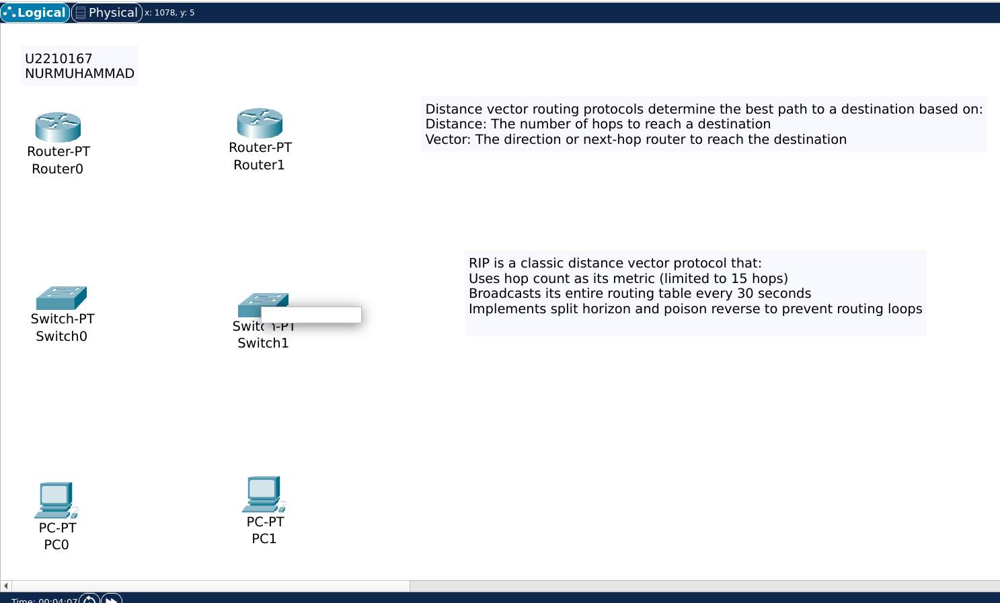 Logical Physical x: 1078, y: 5
U2210167
NURMUHAMMAD
Router-PT
Router0
Router-PT
Router1
Distance vector routing protocols determine the best path to a destination based on:
Distance: The number of hops to reach a destination
Vector: The direction or next-hop router to reach the destination
Switch-PT
Switch0
Switch-PT
Switch1
RIP is a classic distance vector protocol that:
Uses hop count as its metric (limited to 15 hops)
Broadcasts its entire routing table every 30 seconds
Implements split horizon and poison reverse to prevent routing loops
PC-PT
PC0
PC-PT
PC1
Time: 00:04:07